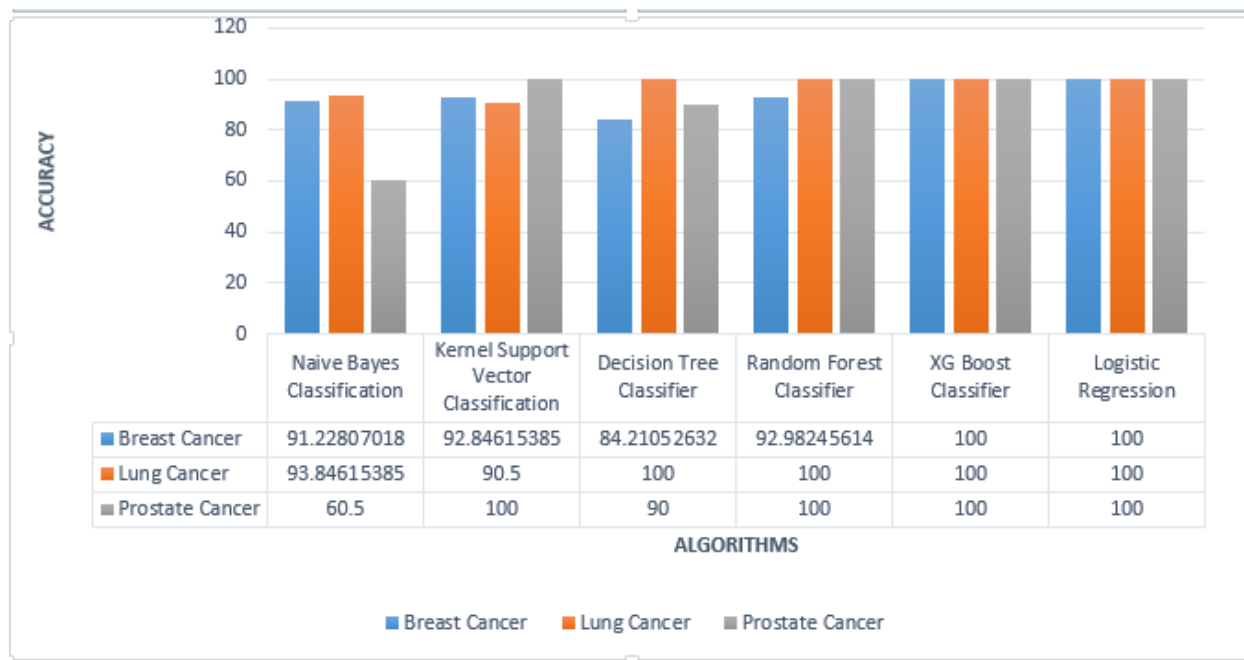 120
100
80
60
40
20
0
ACCURACY
Naive Bayes Classification
Kernel Support Vector Classification
Decision Tree Classifier
Random Forest Classifier
XG Boost Classifier
Logistic Regression
Breast Cancer 91.22807018 92.84615385 84.21052632 92.98245614 100 100
Lung Cancer 93.84615385 90.5 100 100 100 100
Prostate Cancer 60.5 100 90 100 100 100
ALGORITHMS
Breast Cancer Lung Cancer Prostate Cancer